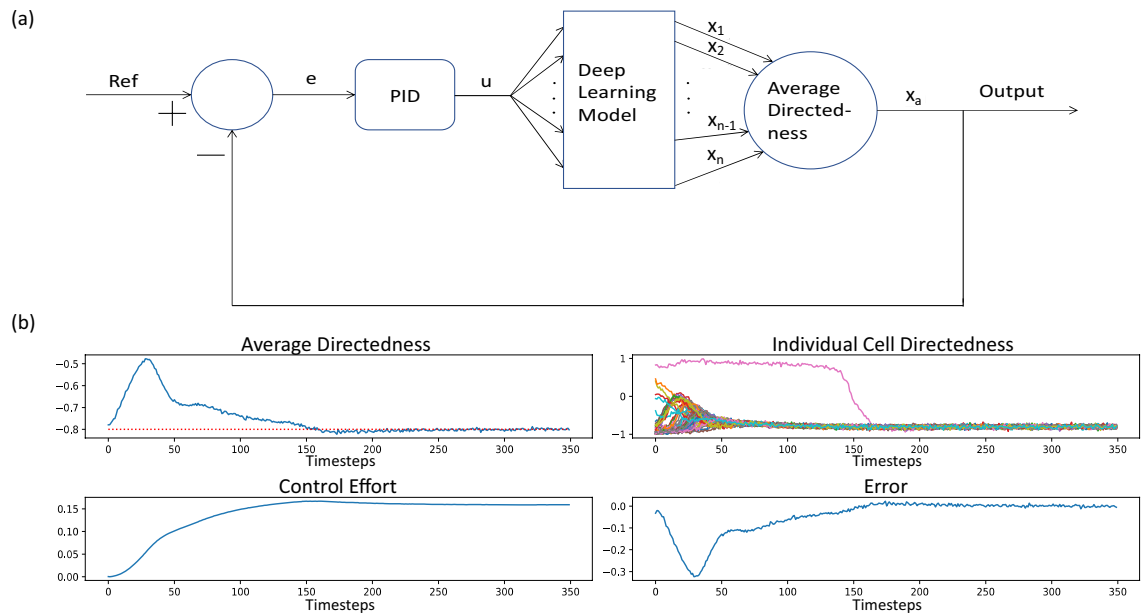 (a)
Ref
+
—
e
PID
u
Deep
Learning
Model
x1
x2
xn-1
xn
Average
Directed-
ness
xa
Output
(b)
Average Directedness
−0.5
−0.6
−0.7
−0.8
0 50 100 150 200 250 300 350
Timesteps
Individual Cell Directedness
1
0
−1
0 50 100 150 200 250 300 350
Timesteps
Control Effort
0.15
0.10
0.05
0.00
0 50 100 150 200 250 300 350
Timesteps
Error
0.0
−0.1
−0.2
−0.3
0 50 100 150 200 250 300 350
Timesteps